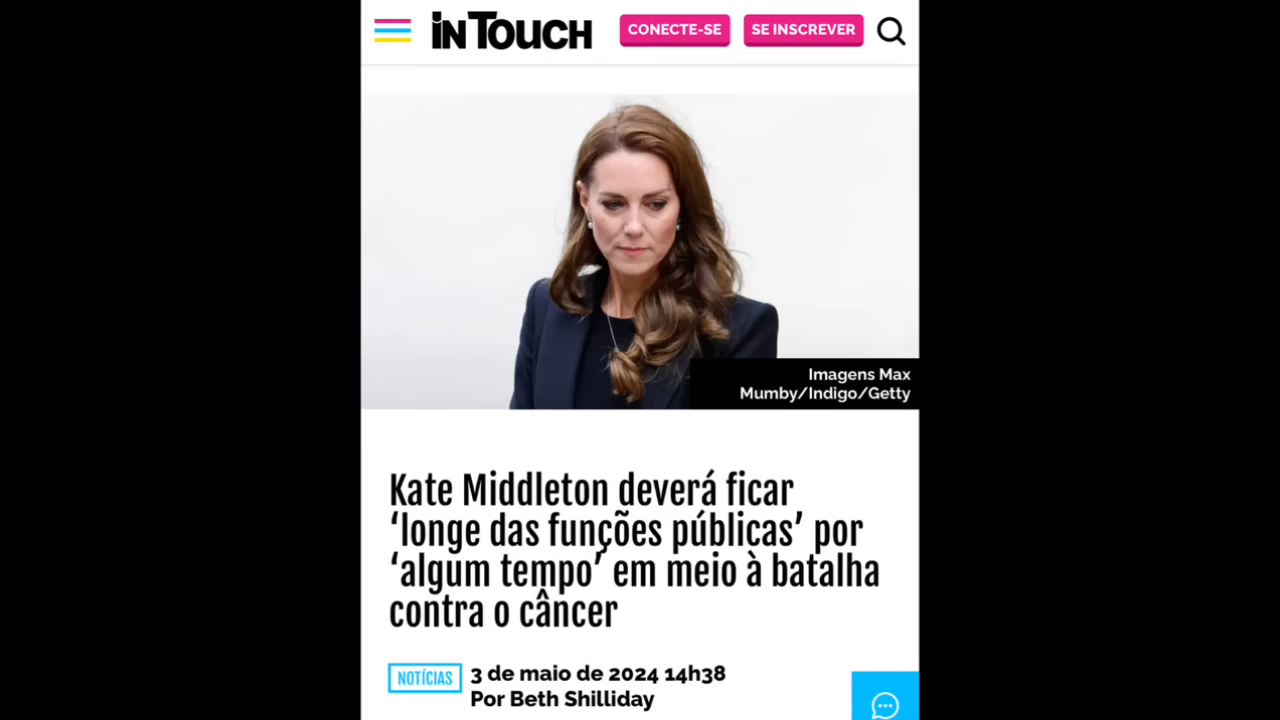 INTOUCH
CONECTE-SE
SE INSCREVER
Imagens Max
Mumby/Indigo/Getty
Kate Middleton deverá ficar
‘longe das funções públicas’ por
‘algum tempo’ em meio à batalha
contra o câncer
NOTÍCIAS
3 de maio de 2024 14h38
Por Beth Shilliday